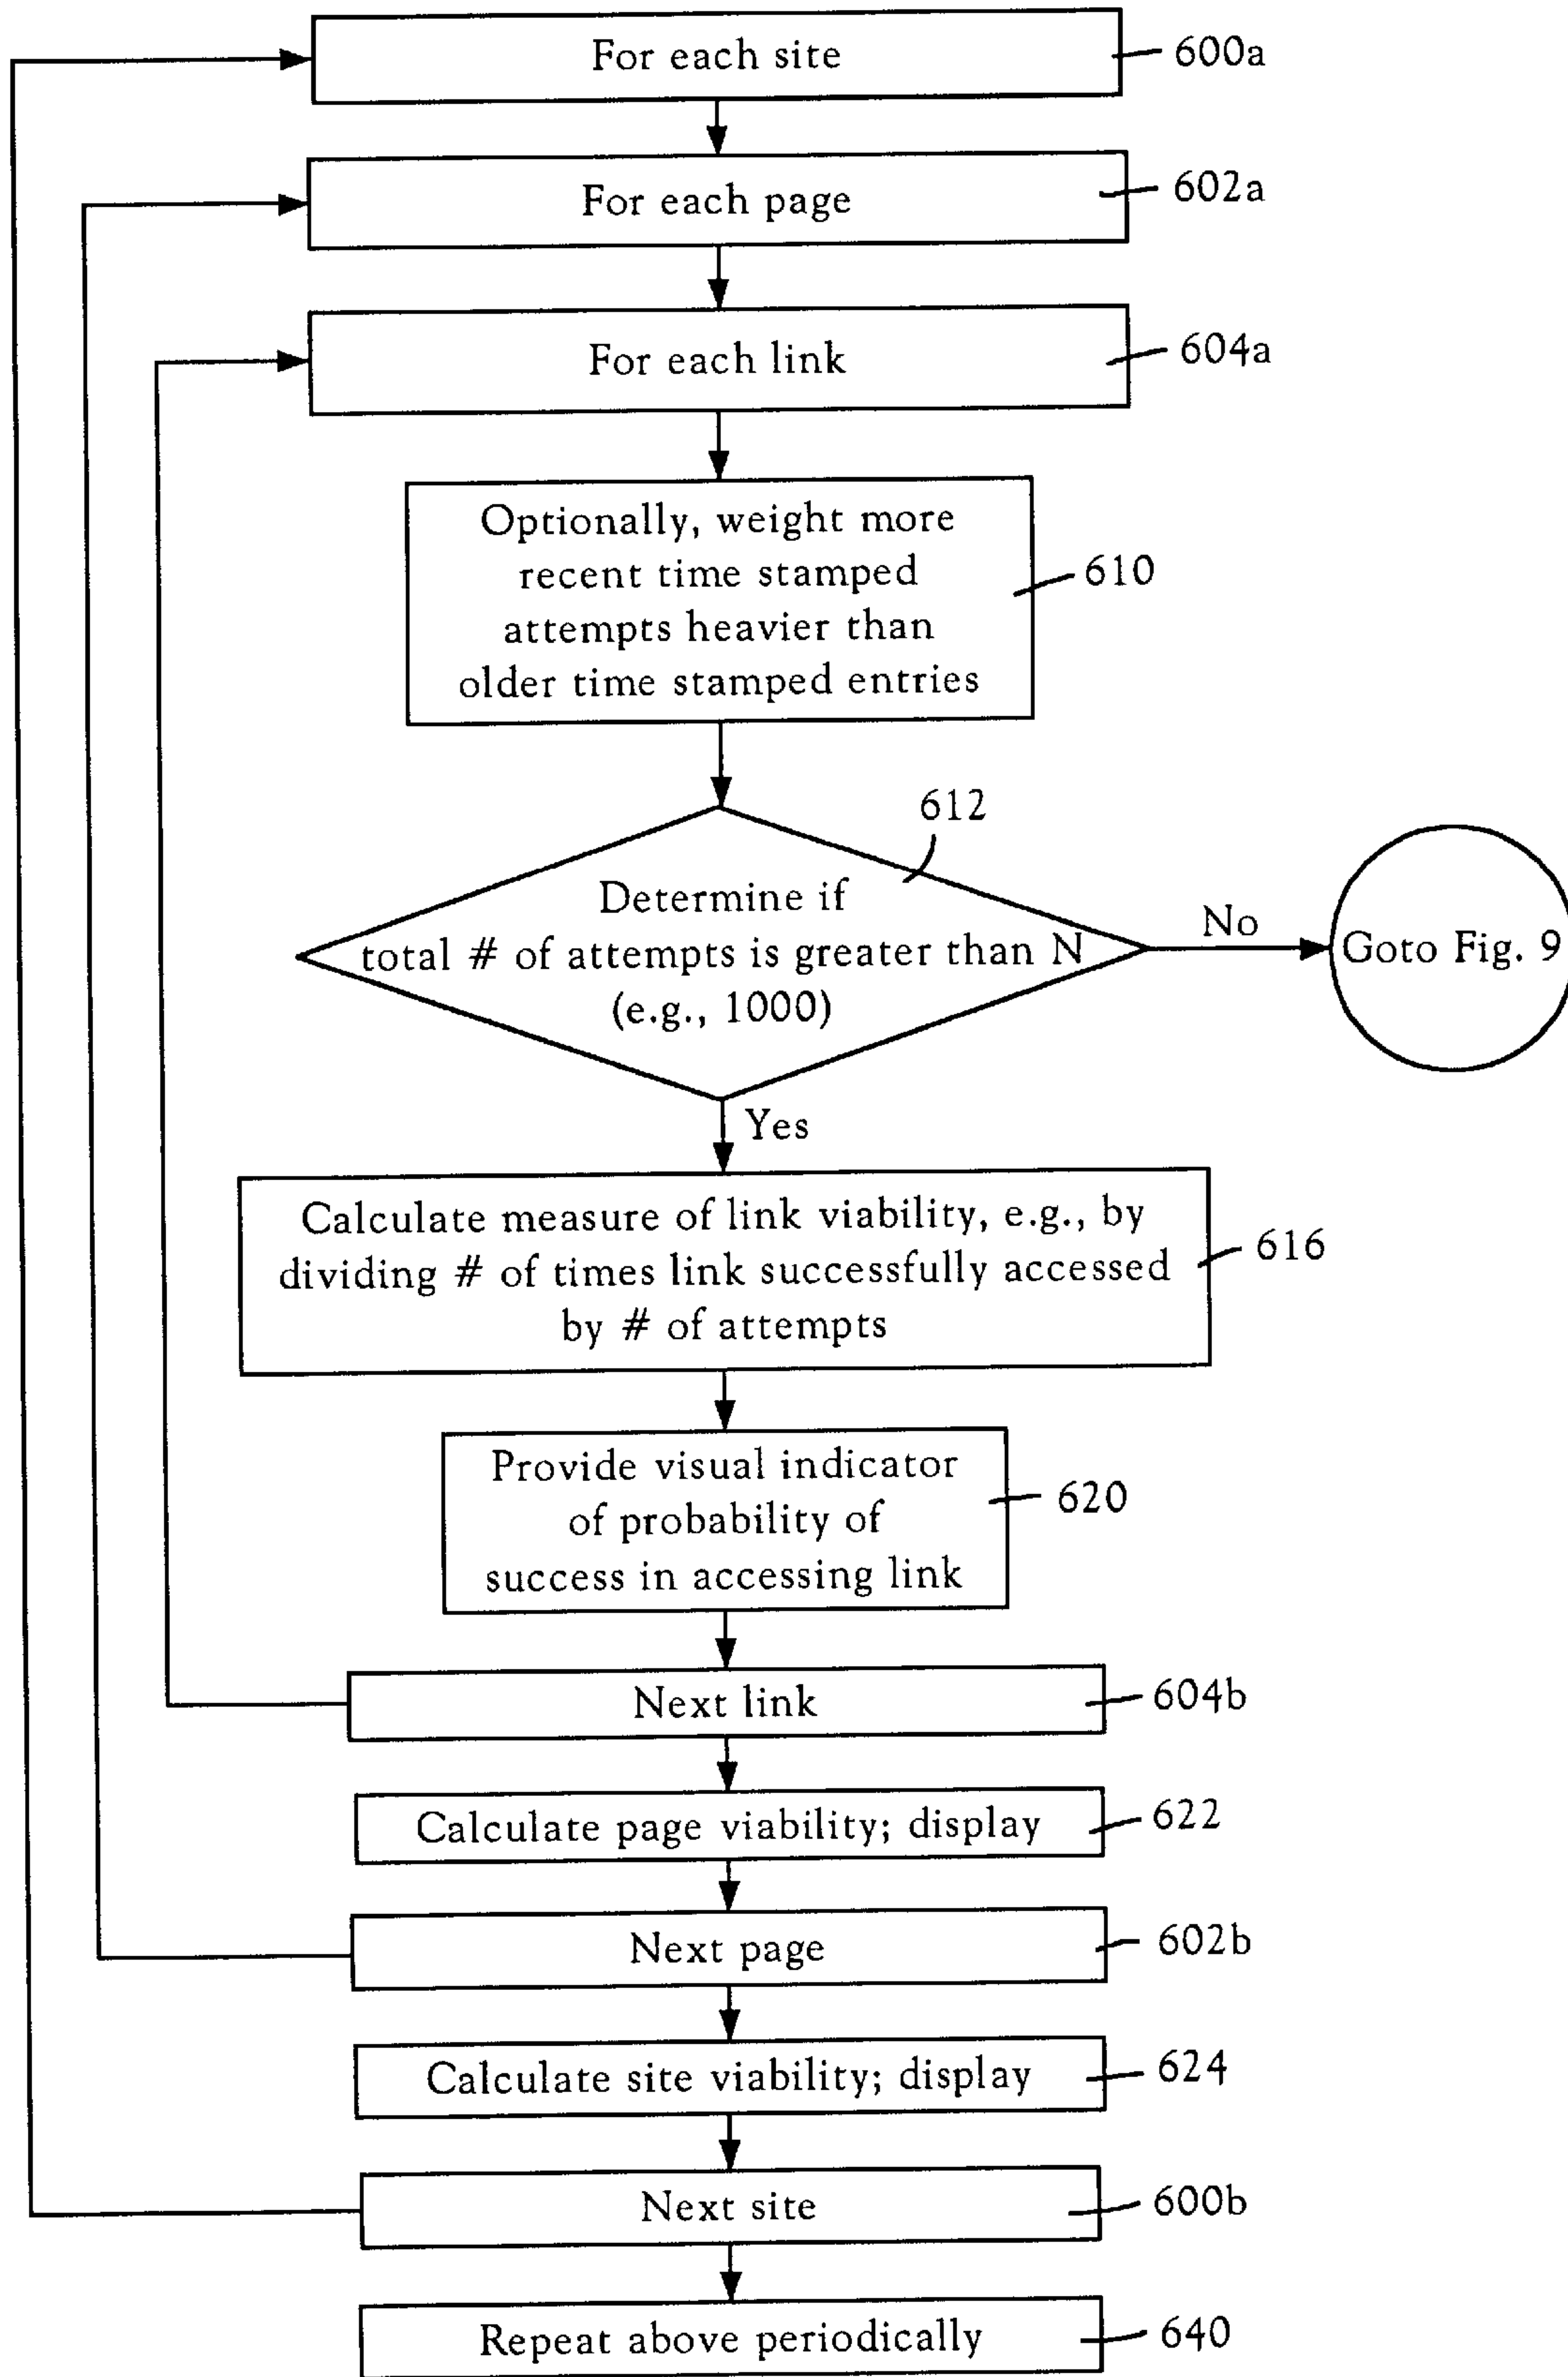 For each site
600a
For each page
602a
For each link
604a
Optionally, weight more
recent time stamped
attempts heavier than
older time stamped entries
610
612
Determine if
total # of attempts is greater than N
(e.g., 1000)
No
Goto Fig. 9
Yes
Calculate measure of link viability, e.g., by
dividing # of times link successfully accessed
by # of attempts
616
Provide visual indicator
of probability of
success in accessing link
620
Next link
604b
Calculate page viability; display
622
Next page
602b
Calculate site viability; display
624
Next site
600b
Repeat above periodically
640